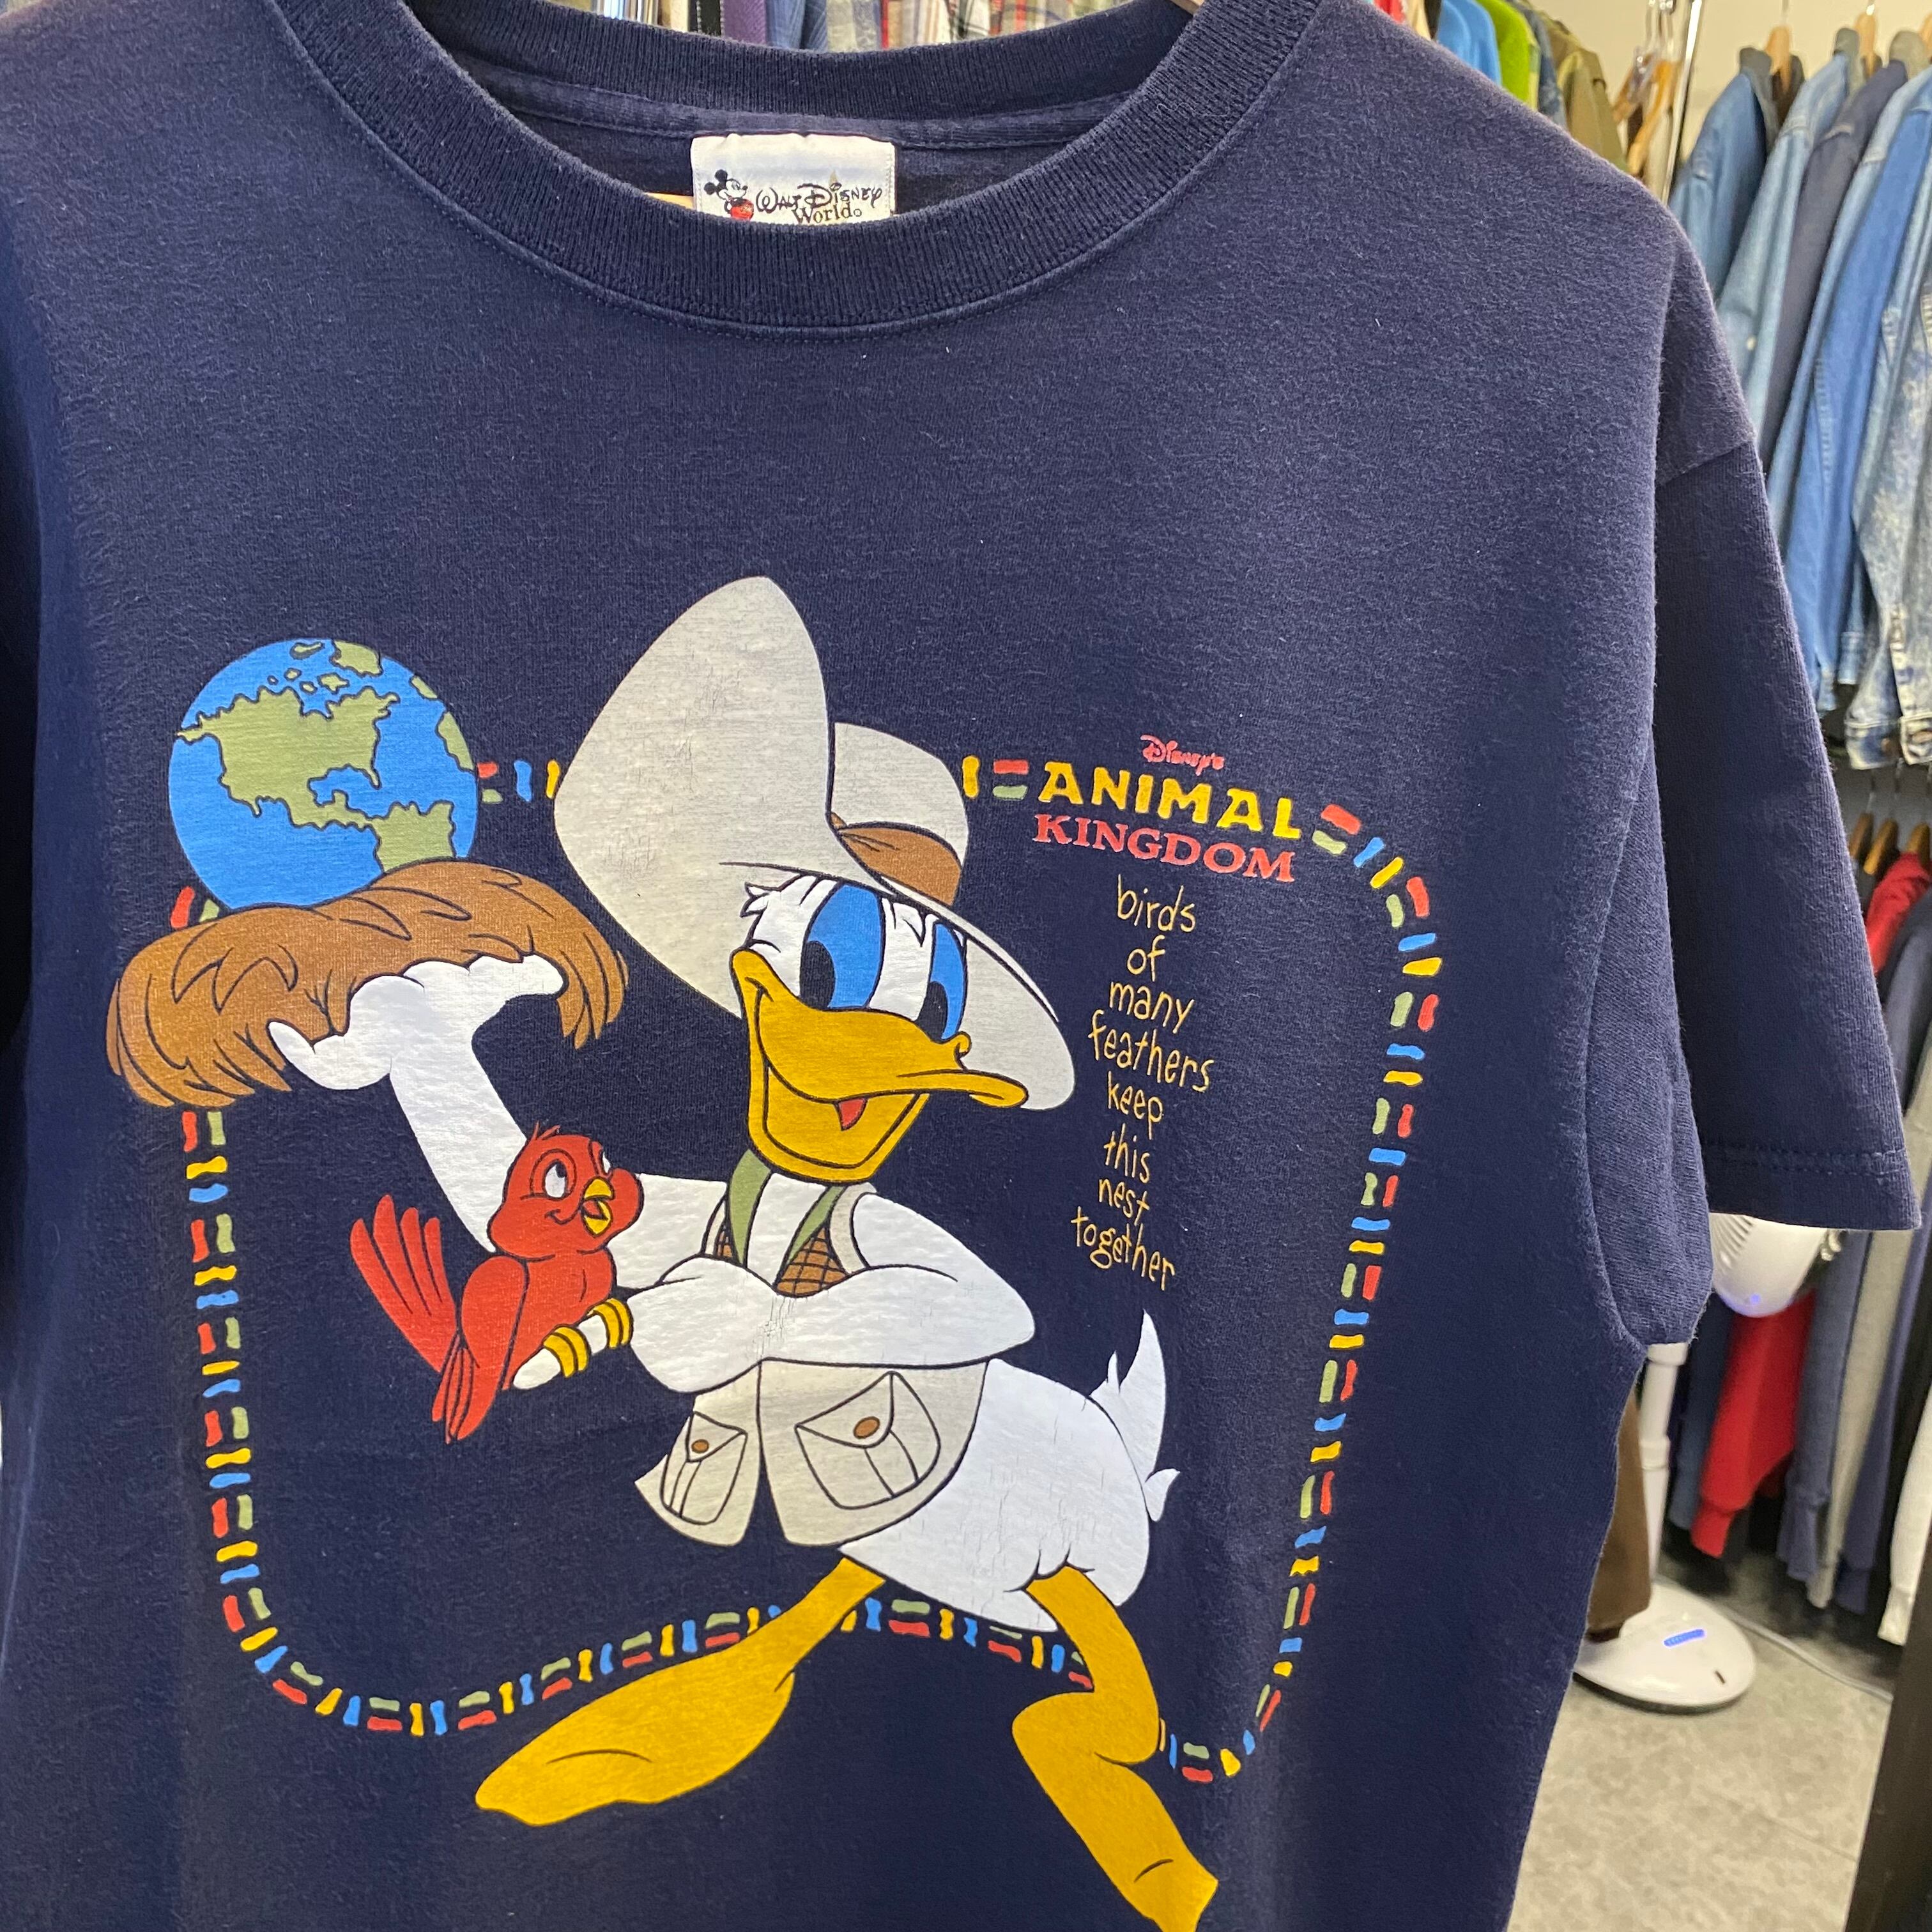 Walt Disney
World®
Disney's
ANIMAL
KINGDOM
birds
of
many
feathers
keep
this
nest
together